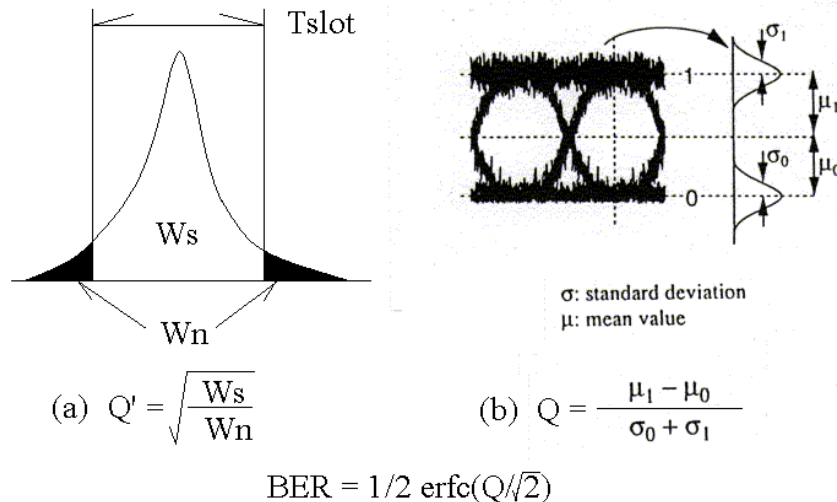 Tslot
Ws
Wn
(a) Q' = √Ws/Wn
1
0
σ₁
μ₁
σ₀
μ₀
σ: standard deviation
μ: mean value
(b) Q = μ₁ − μ₀ / σ₀ + σ₁
BER = 1/2 erfc(Q/√2)